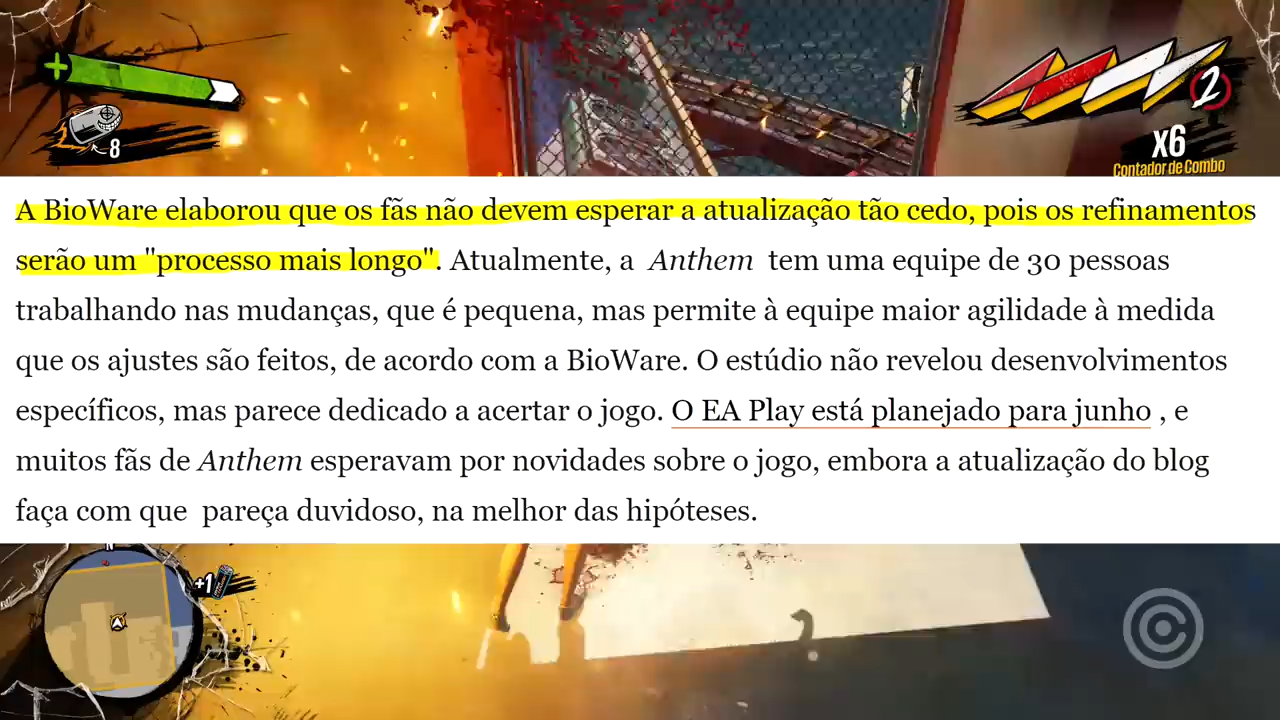 8
2
x6
Contador de Combo
A BioWare elaborou que os fãs não devem esperar a atualização tão cedo, pois os refinamentos
serão um "processo mais longo". Atualmente, a Anthem tem uma equipe de 30 pessoas
trabalhando nas mudanças, que é pequena, mas permite à equipe maior agilidade à medida
que os ajustes são feitos, de acordo com a BioWare. O estúdio não revelou desenvolvimentos
específicos, mas parece dedicado a acertar o jogo. O EA Play está planejado para junho , e
muitos fãs de Anthem esperavam por novidades sobre o jogo, embora a atualização do blog
faça com que pareça duvidoso, na melhor das hipóteses.
N
+1
©